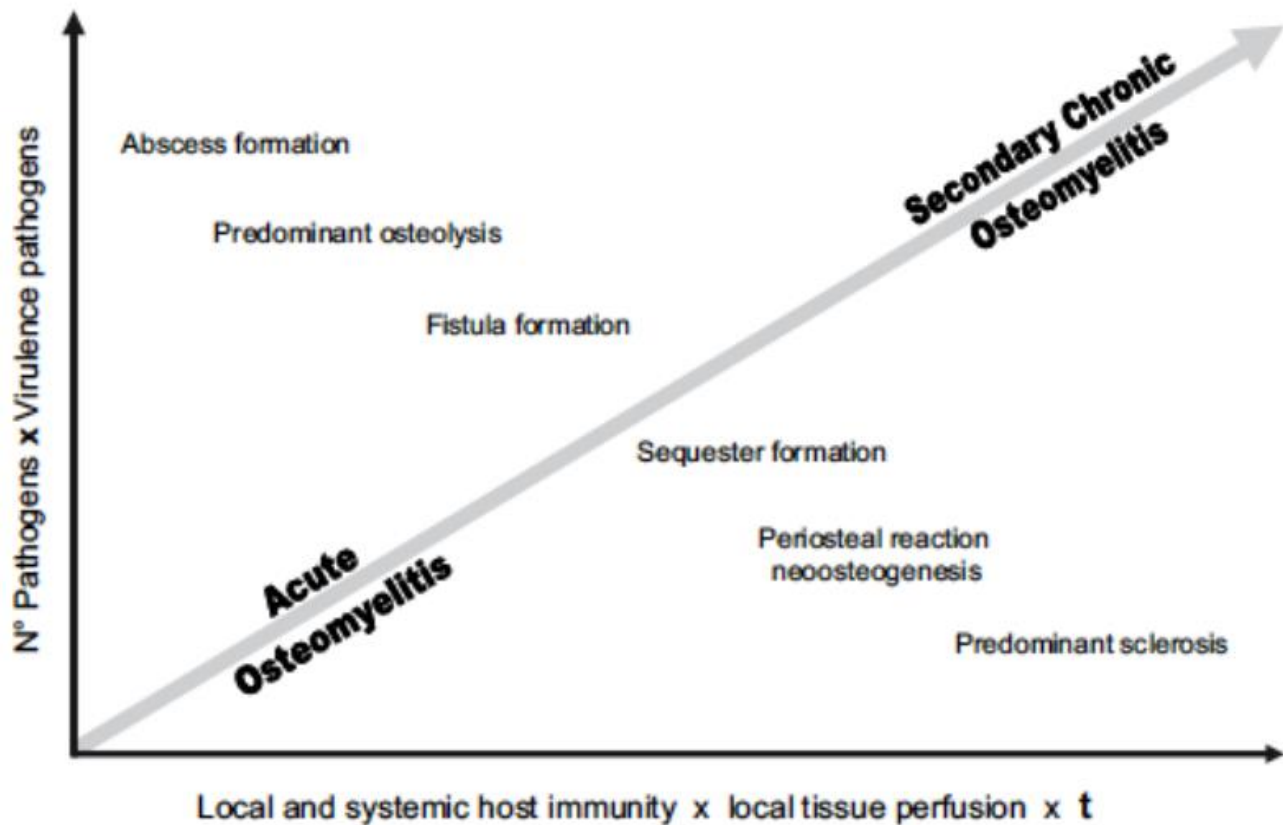 N° Pathogens x Virulence pathogens
Abscess formation
Predominant osteolysis
Fistula formation
Secondary Chronic
Osteomyelitis
Sequester formation
Periosteal reaction
neoosteogenesis
Acute
Osteomyelitis
Predominant sclerosis
Local and systemic host immunity x local tissue perfusion x t